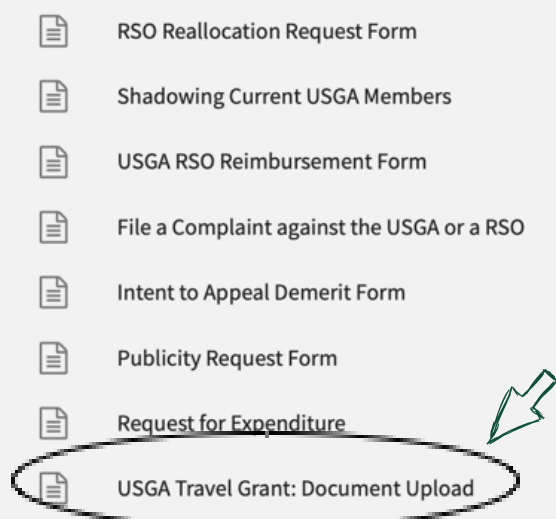 RSO Reallocation Request Form
Shadowing Current USGA Members
USGA RSO Reimbursement Form
File a Complaint against the USGA or a RSO
Intent to Appeal Demerit Form
Publicity Request Form
Request for Expenditure
USGA Travel Grant: Document Upload